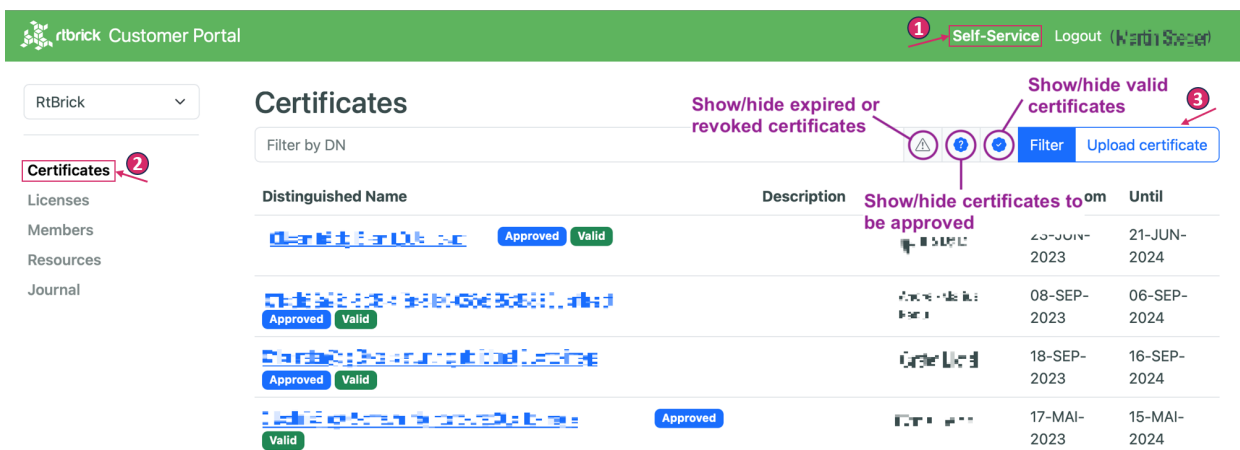 rtbrick Customer Portal
1
Self-Service
Logout
RtBrick
Certificates
Show/hide expired or
revoked certificates
Show/hide valid
certificates
3
Filter by DN
Filter
Upload certificate
Certificates
2
Licenses
Members
Resources
Journal
Distinguished Name
Description
Show/hide certificates to
be approved
om
Until
Approved
Valid
23-JUN-
2023
21-JUN-
2024
Approved
Valid
08-SEP-
2023
06-SEP-
2024
Approved
Valid
18-SEP-
2023
16-SEP-
2024
Approved
Valid
17-MAI-
2023
15-MAI-
2024